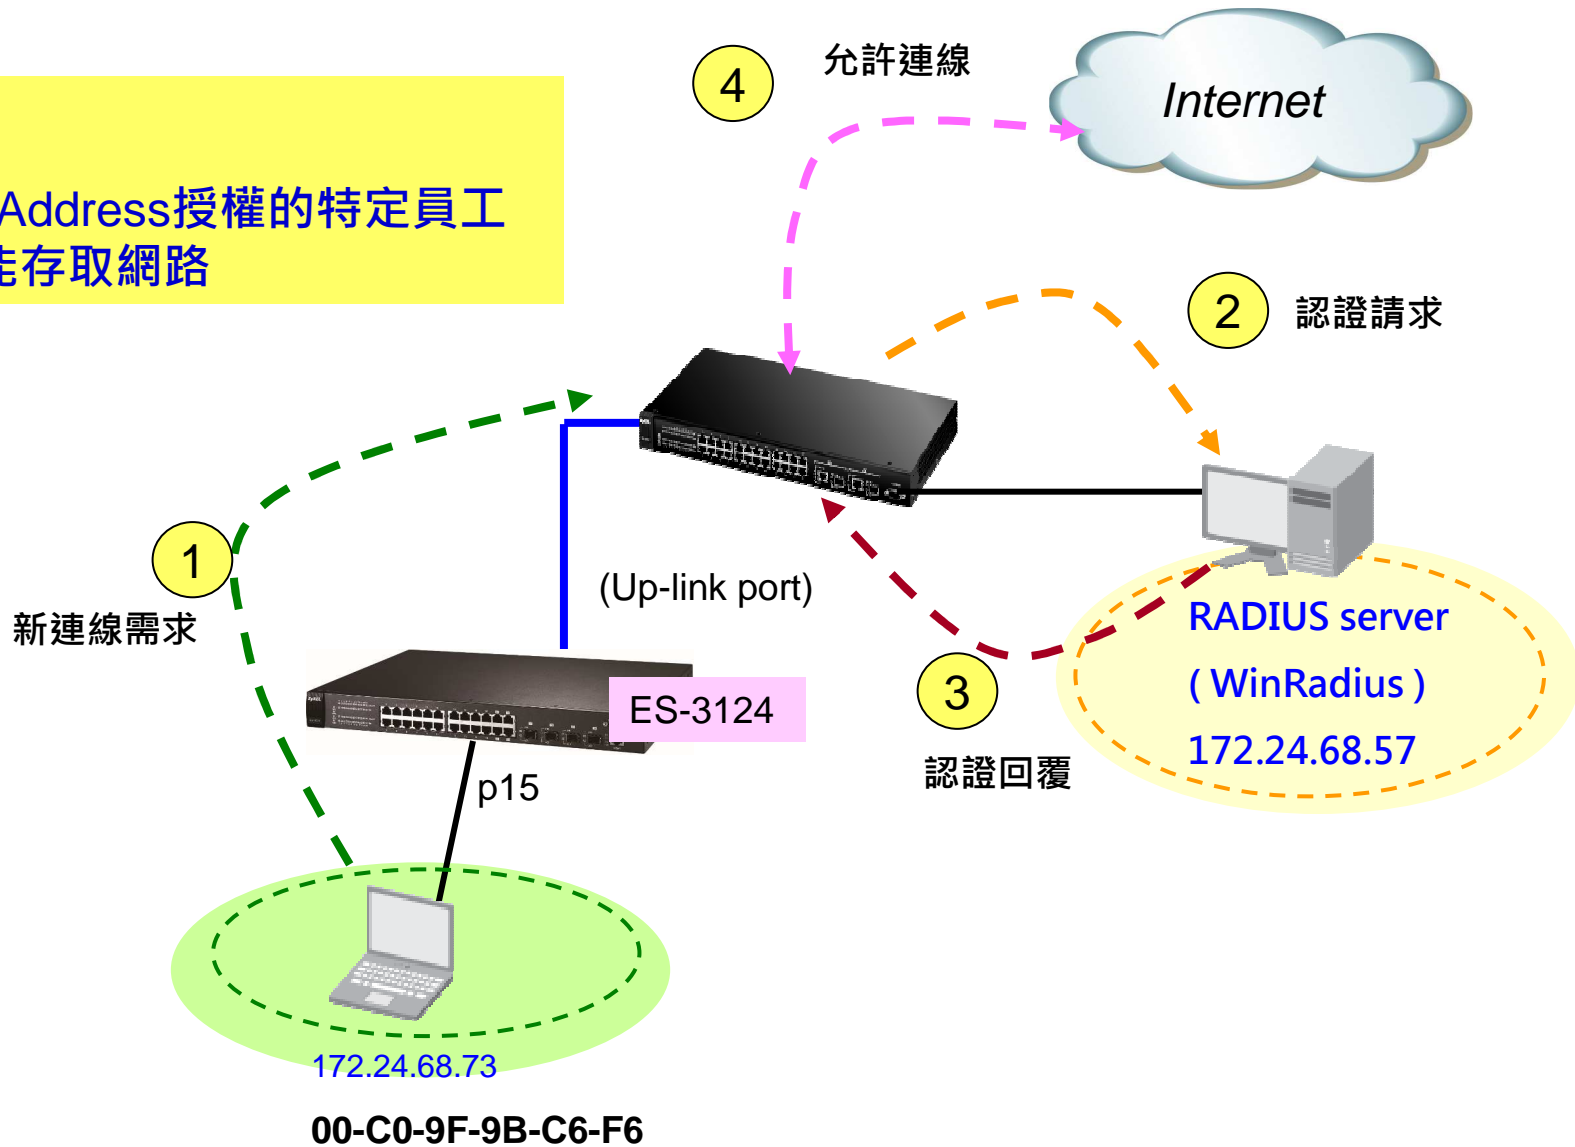 4
允許連線
Internet
Address授權的特定員工
能存取網路
2
認證請求
1
新連線需求
(Up-link port)
ES-3124
p15
3
認證回覆
RADIUS server
( WinRadius )
172.24.68.57
172.24.68.73
00-C0-9F-9B-C6-F6